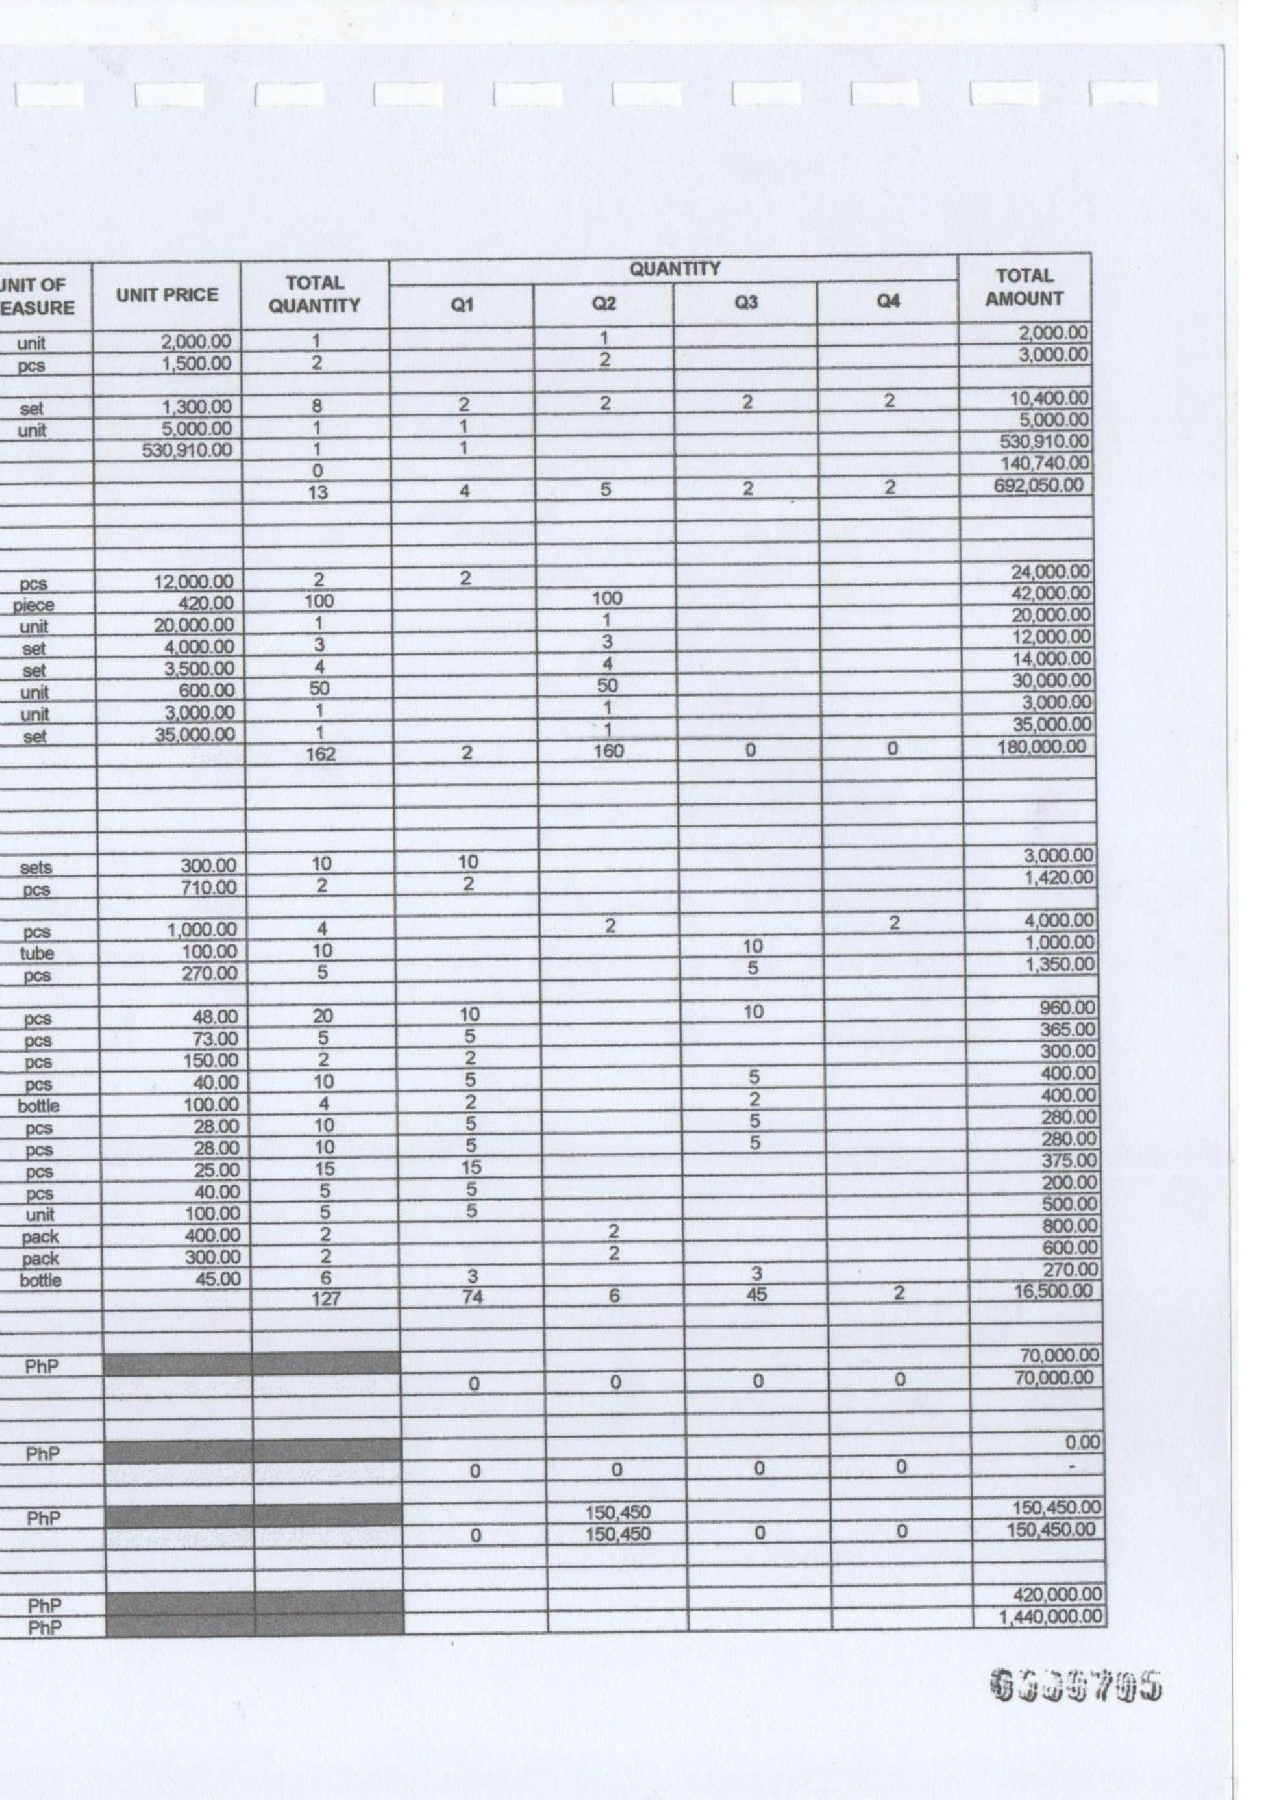 UNIT OF EASURE UNIT PRICE TOTAL QUANTITY QUANTITY Q1 Q2 Q3 Q4 TOTAL AMOUNT
unit 2,000.00 1 1 2,000.00
pcs 1,500.00 2 2 3,000.00
set 1,300.00 8 2 2 2 2 10,400.00
unit 5,000.00 1 1 5,000.00
530,910.00 1 1 530,910.00
0 140,740.00
13 4 5 2 2 692,050.00
pcs 12,000.00 2 2 24,000.00
piece 420.00 100 100 42,000.00
unit 20,000.00 1 1 20,000.00
set 4,000.00 3 3 12,000.00
set 3,500.00 4 4 14,000.00
unit 600.00 50 50 30,000.00
unit 3,000.00 1 1 3,000.00
set 35,000.00 1 1 35,000.00
162 2 160 0 0 180,000.00
sets 300.00 10 10 3,000.00
pcs 710.00 2 2 1,420.00
pcs 1,000.00 4 2 2 4,000.00
tube 100.00 10 10 1,000.00
pcs 270.00 5 5 1,350.00
pcs 48.00 20 10 10 960.00
pcs 73.00 5 5 365.00
pcs 150.00 2 2 300.00
pcs 40.00 10 5 5 400.00
bottle 100.00 4 2 2 400.00
pcs 28.00 10 5 5 280.00
pcs 28.00 10 5 5 280.00
pcs 25.00 15 15 375.00
pcs 40.00 5 5 200.00
unit 100.00 5 5 500.00
pack 400.00 2 2 800.00
pack 300.00 2 2 600.00
bottle 45.00 6 3 3 270.00
127 74 6 45 2 16,500.00
PhP 70,000.00
0 0 0 0 70,000.00
PhP 0.00
0 0 0 0 -
PhP 150,450 150,450.00
0 150,450 0 0 150,450.00
PhP 420,000.00
PhP 1,440,000.00